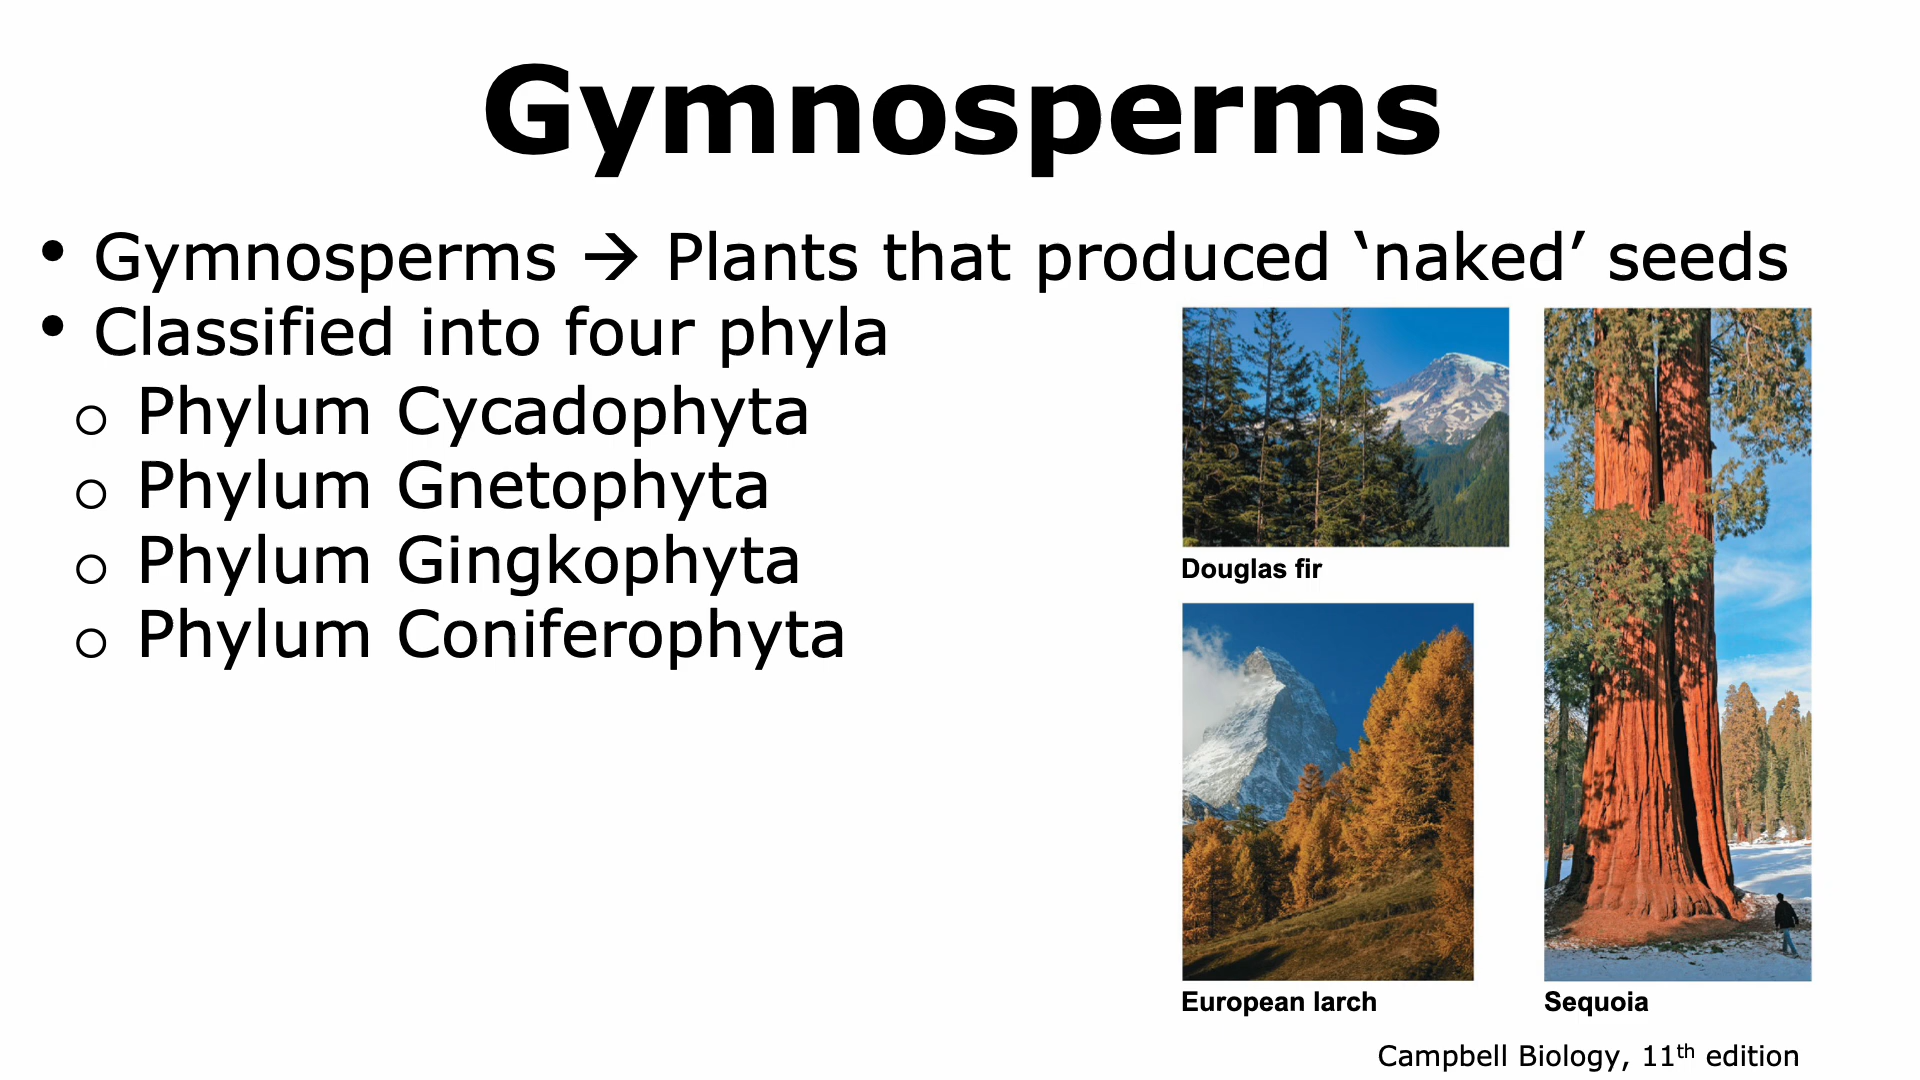 Gymnosperms
• Gymnosperms → Plants that produced ‘naked’ seeds
• Classified into four phyla
o Phylum Cycadophyta
o Phylum Gnetophyta
o Phylum Gingkophyta
o Phylum Coniferophyta
Douglas fir
European larch
Sequoia
Campbell Biology, 11th edition